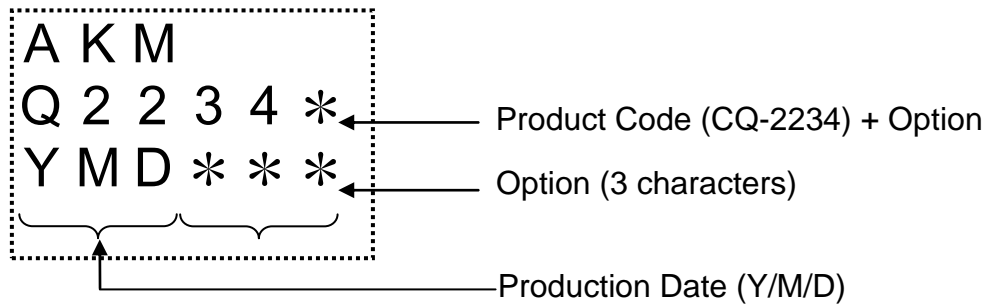 A K M
Q 2 2 3 4 *
Product Code (CQ-2234) + Option
Y M D * * *
Option (3 characters)
Production Date (Y/M/D)